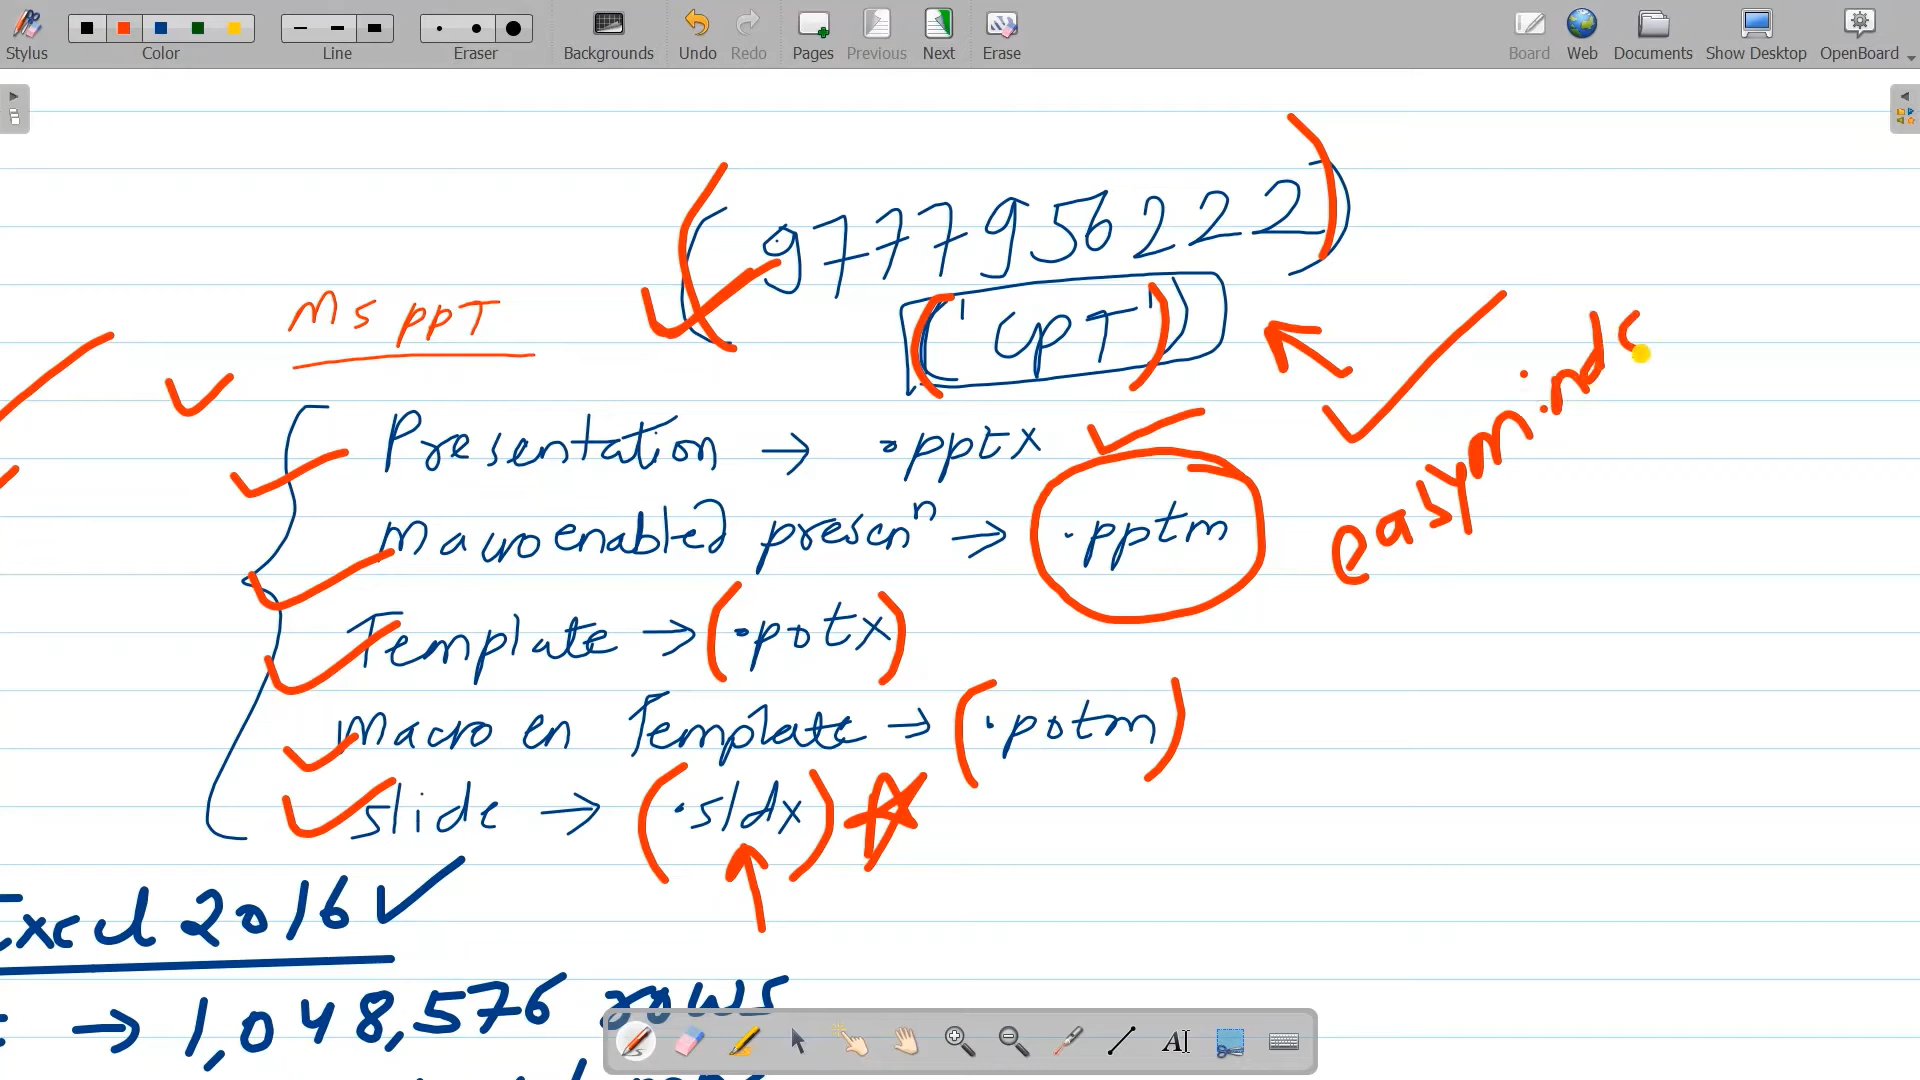 Stylus
Color
Line
Eraser
Backgrounds
Undo
Redo
Pages
Previous
Next
Erase
Board
Web
Documents
Show Desktop
OpenBoard
(9777956222)
Ms ppT
('CPT')
easyminds
Presentation → .pptx
Macro enabled presenⁿ → .pptm
Template → (.potx)
Macro en Template → (.potm)
Slide → (.sldx)
Excel 2016
→ 1,048,576 rows